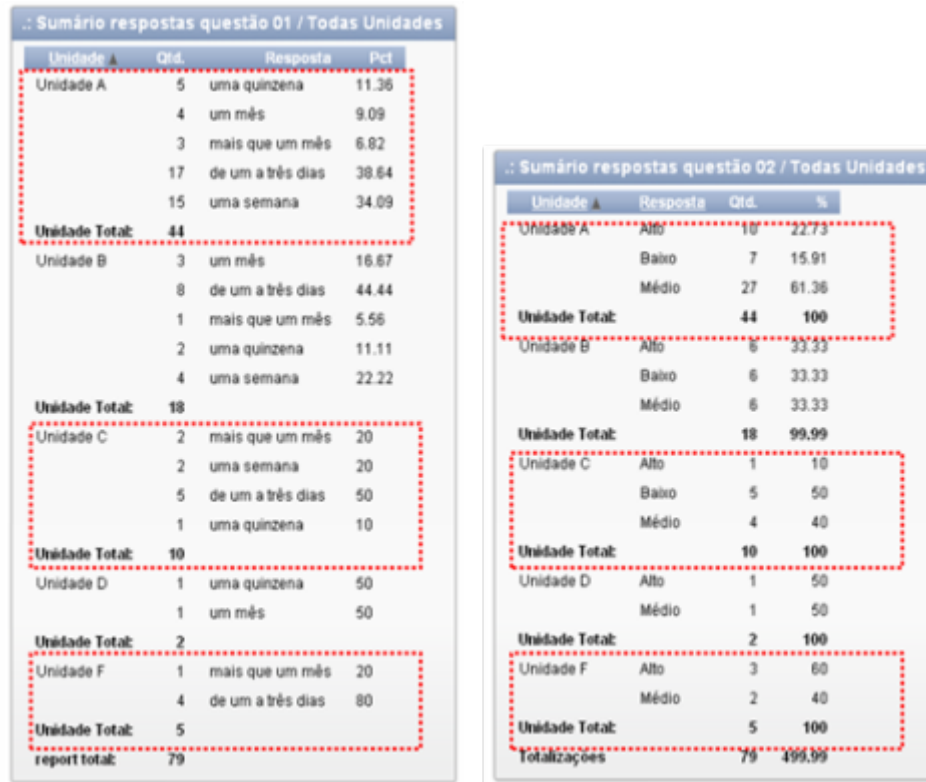 .: Sumário respostas questão 01 / Todas Unidades
Unidade ▲ Qtd. Resposta Pct
Unidade A 5 uma quinzena 11.36
4 um mês 9.09
3 mais que um mês 6.82
17 de um a três dias 38.64
15 uma semana 34.09
Unidade Total: 44
Unidade B 3 um mês 16.67
8 de um a três dias 44.44
1 mais que um mês 5.56
2 uma quinzena 11.11
4 uma semana 22.22
Unidade Total: 18
Unidade C 2 mais que um mês 20
2 uma semana 20
5 de um a três dias 50
1 uma quinzena 10
Unidade Total: 10
Unidade D 1 uma quinzena 50
1 um mês 50
Unidade Total: 2
Unidade F 1 mais que um mês 20
4 de um a três dias 80
Unidade Total: 5
report total: 79
.: Sumário respostas questão 02 / Todas Unidades
Unidade ▲ Resposta Qtd. %
Unidade A Alto 10 22.73
Baixo 7 15.91
Médio 27 61.36
Unidade Total: 44 100
Unidade B Alto 6 33.33
Baixo 6 33.33
Médio 6 33.33
Unidade Total: 18 99.99
Unidade C Alto 1 10
Baixo 5 50
Médio 4 40
Unidade Total: 10 100
Unidade D Alto 1 50
Médio 1 50
Unidade Total: 2 100
Unidade F Alto 3 60
Médio 2 40
Unidade Total: 5 100
Totalizações 79 499.99